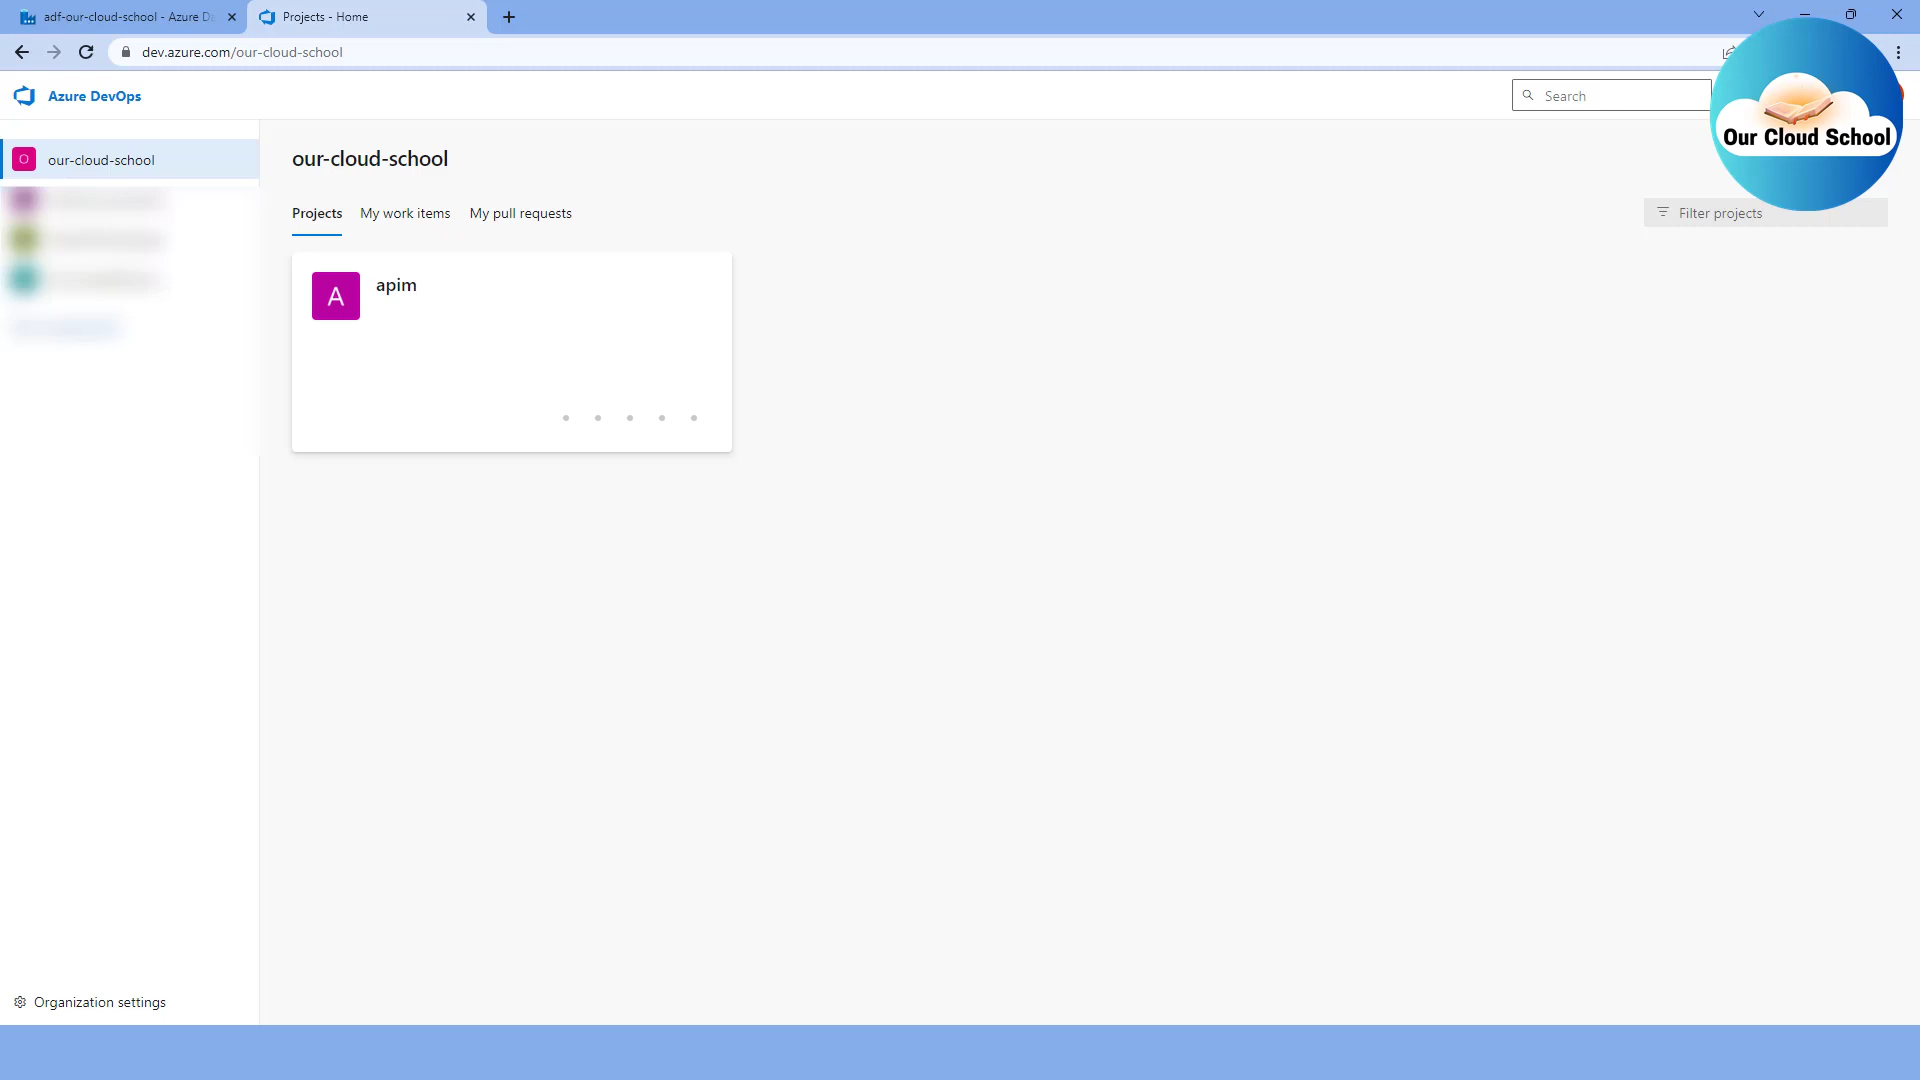 adf-our-cloud-school - Azure Da
Projects - Home
dev.azure.com/our-cloud-school
Azure DevOps
Search
Our Cloud School
O
our-cloud-school
our-cloud-school
Projects
My work items
My pull requests
Filter projects
A
apim
Organization settings